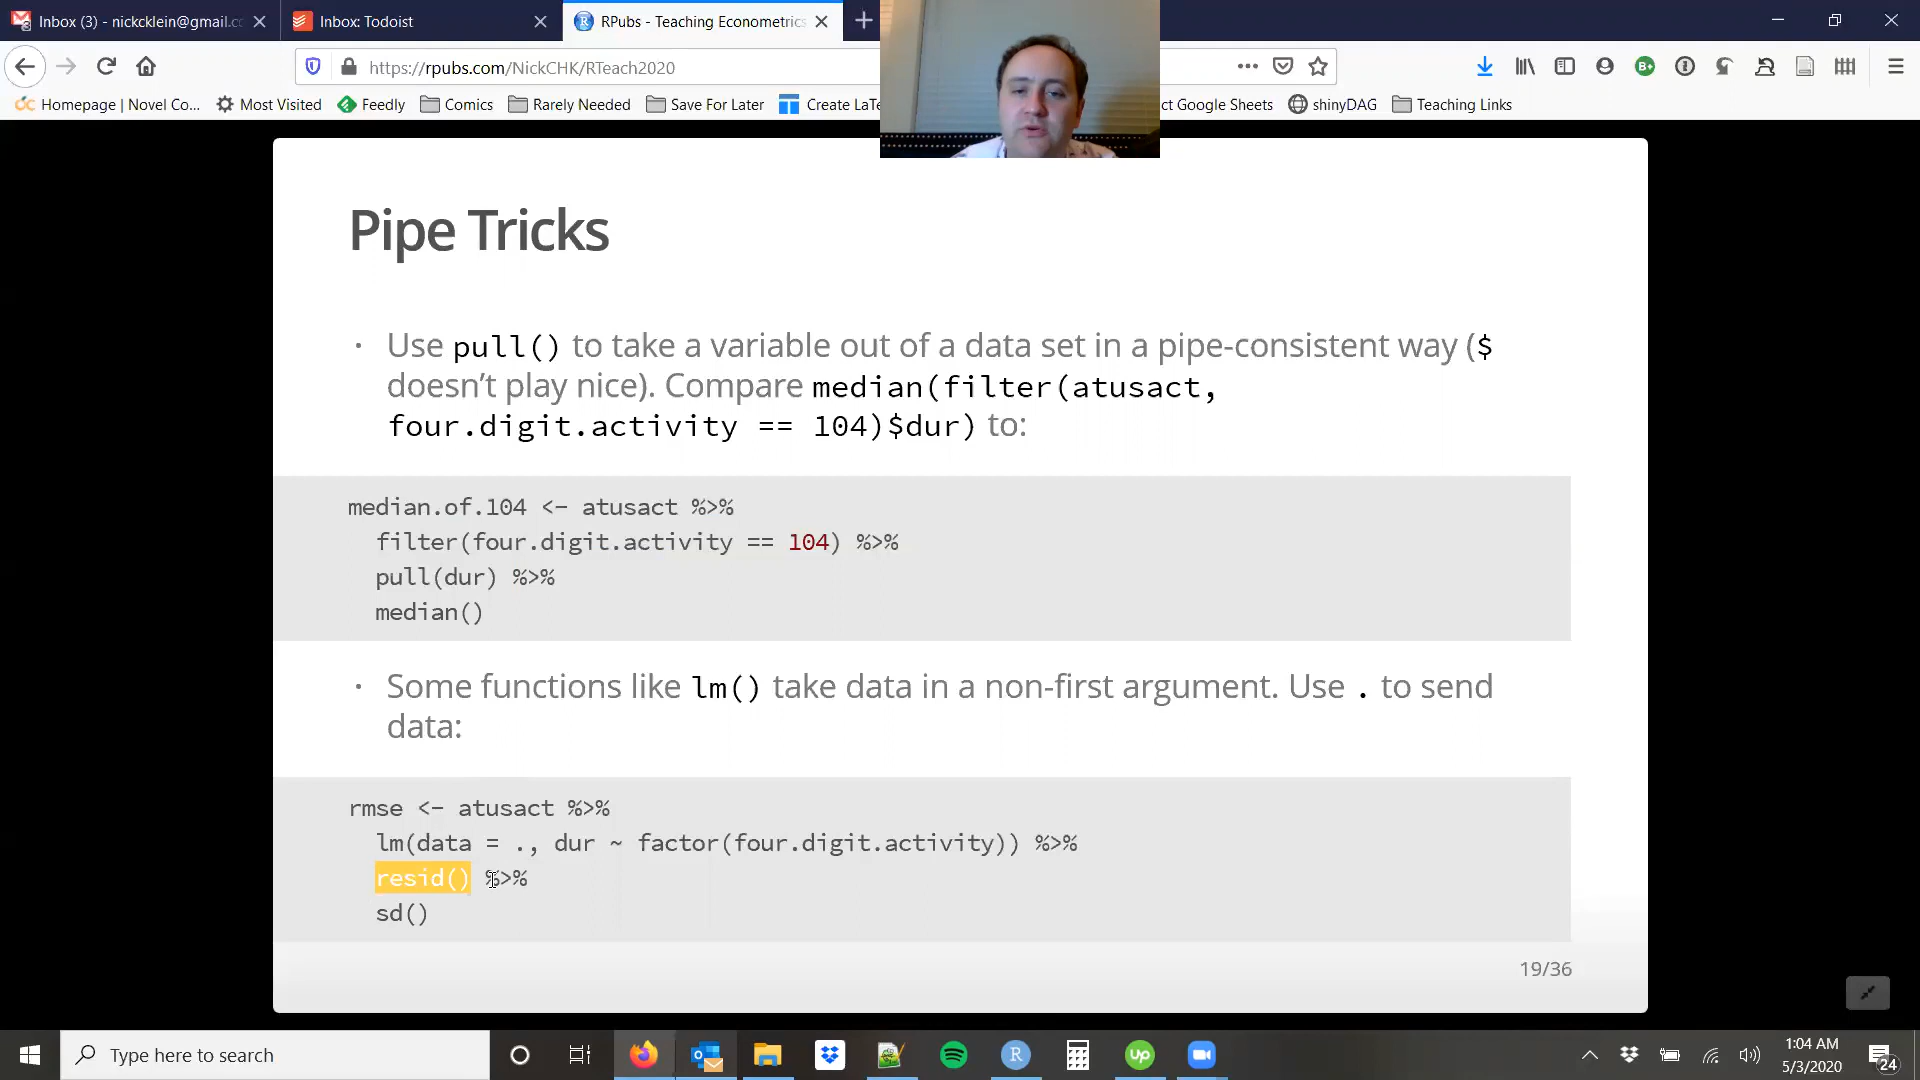 Inbox (3) - nickcklein@gmail.cc
Inbox: Todoist
RPubs - Teaching Econometrics
https://rpubs.com/NickCHK/RTeach2020
Homepage | Novel Co...
Most Visited
Feedly
Comics
Rarely Needed
Save For Later
Create LaTe
ct Google Sheets
shinyDAG
Teaching Links
Pipe Tricks
• Use pull() to take a variable out of a data set in a pipe-consistent way ($
doesn’t play nice). Compare median(filter(atusact,
four.digit.activity == 104)$dur) to:
median.of.104 <- atusact %>%
filter(four.digit.activity == 104) %>%
pull(dur) %>%
median()
• Some functions like lm() take data in a non-first argument. Use . to send
data:
rmse <- atusact %>%
lm(data = ., dur ~ factor(four.digit.activity)) %>%
resid() %>%
sd()
19/36
Type here to search
1:04 AM
5/3/2020
24